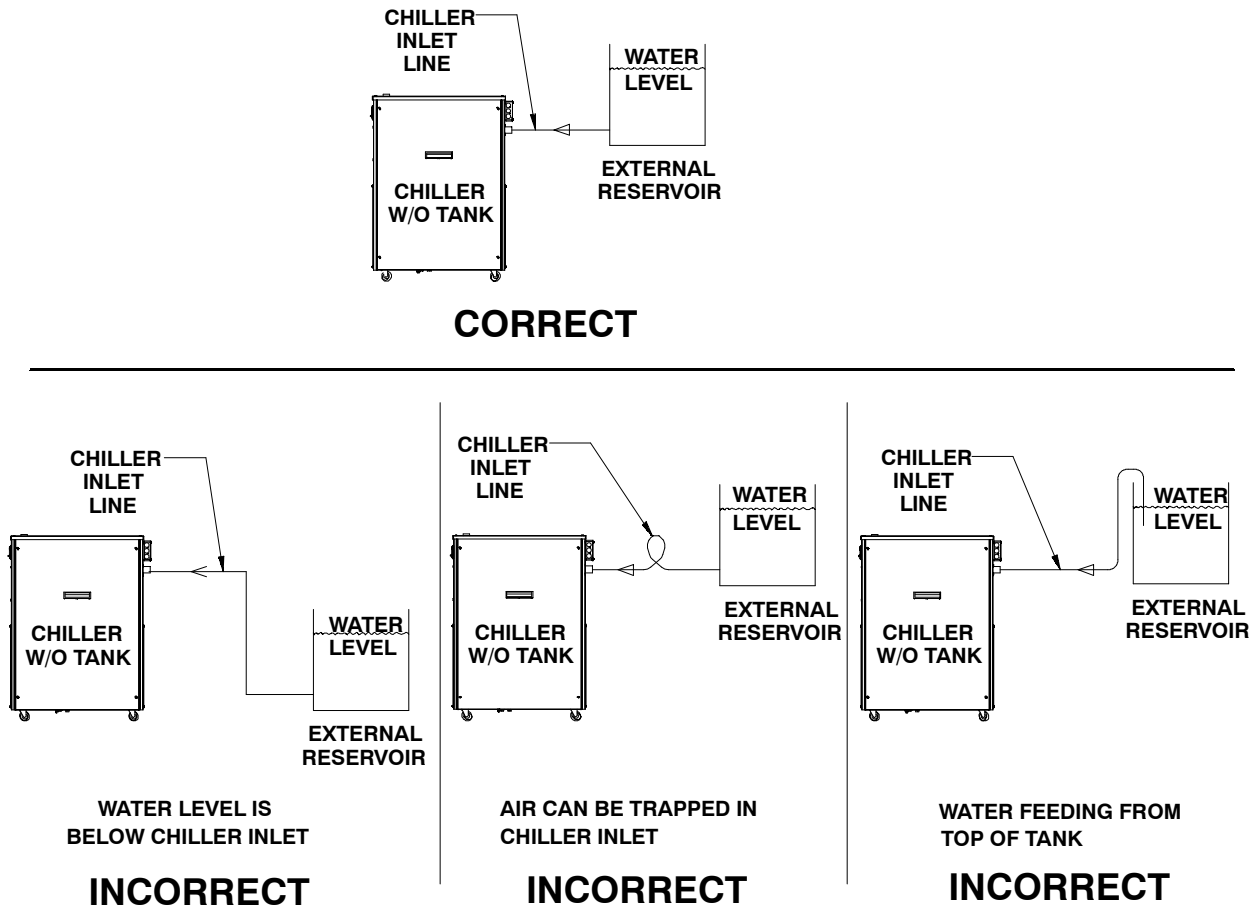 CHILLER
INLET
LINE
WATER
LEVEL
CHILLER
W/O TANK
EXTERNAL
RESERVOIR
CORRECT
CHILLER
INLET
LINE
CHILLER
W/O TANK
WATER
LEVEL
EXTERNAL
RESERVOIR
WATER LEVEL IS
BELOW CHILLER INLET
INCORRECT
CHILLER
INLET
LINE
WATER
LEVEL
CHILLER
W/O TANK
EXTERNAL
RESERVOIR
AIR CAN BE TRAPPED IN
CHILLER INLET
INCORRECT
CHILLER
INLET
LINE
WATER
LEVEL
CHILLER
W/O TANK
EXTERNAL
RESERVOIR
WATER FEEDING FROM
TOP OF TANK
INCORRECT